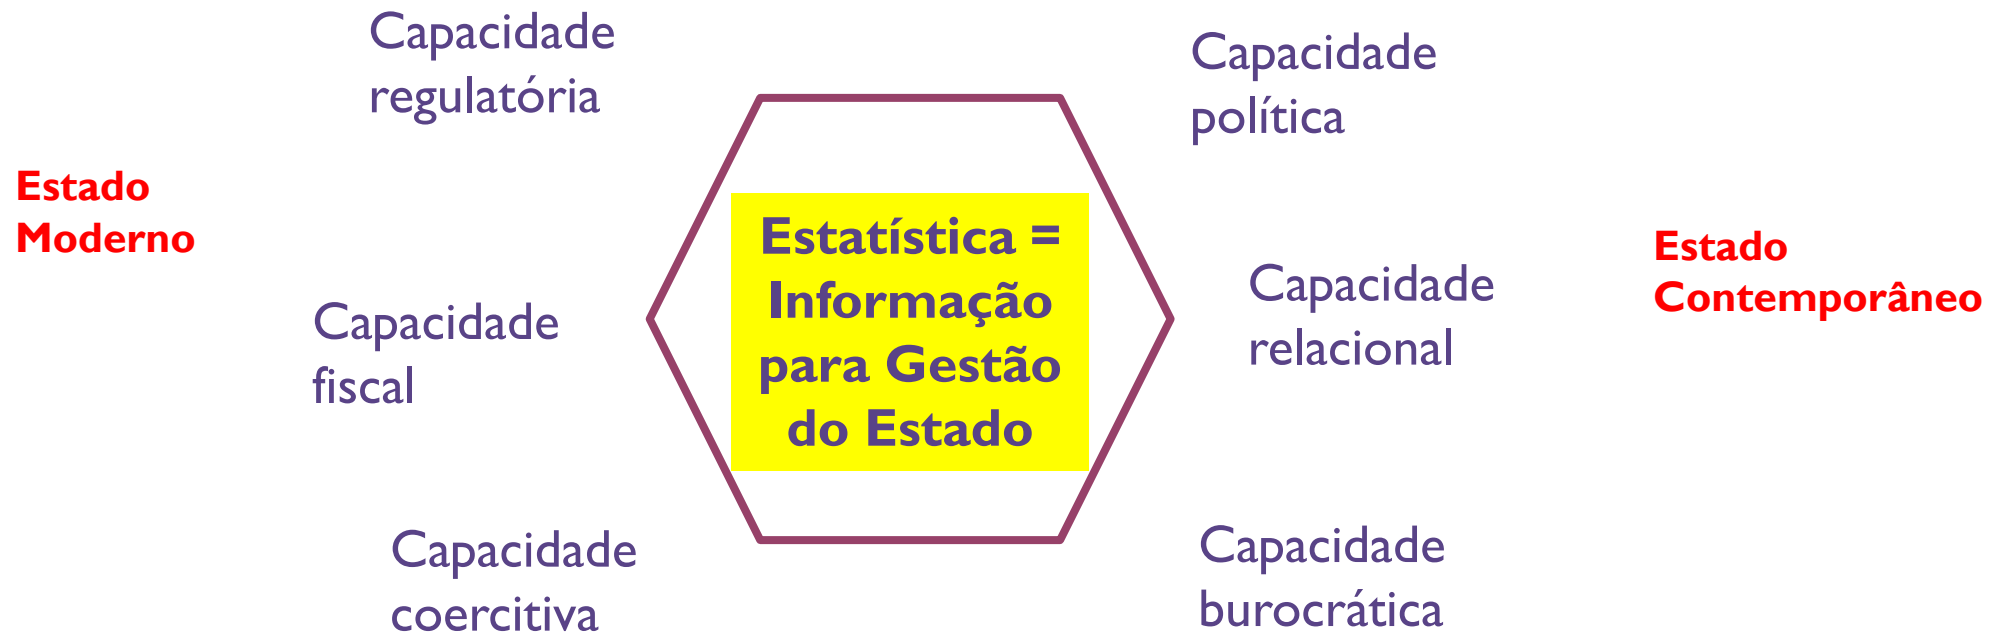 Capacidade
regulatória
Capacidade
política
Estado
Moderno
Estatística =
Informação
para Gestão
do Estado
Estado
Contemporâneo
Capacidade
relacional
Capacidade
fiscal
Capacidade
coercitiva
Capacidade
burocrática